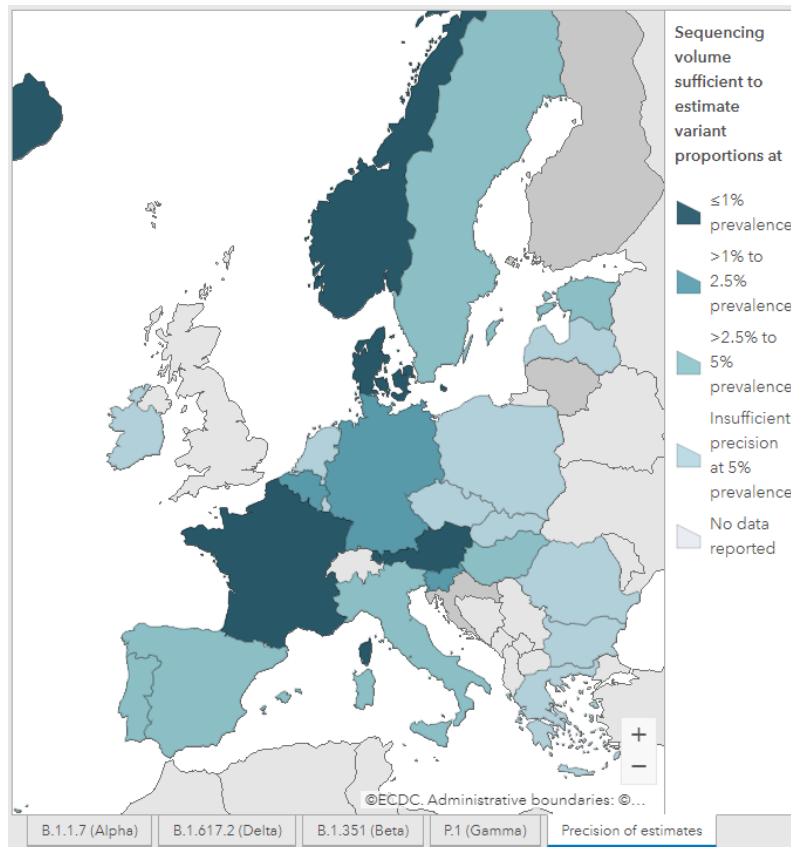 Sequencing
volume
sufficient to
estimate
variant
proportions at
≤1%
prevalence
>1% to
2.5%
prevalence
>2.5% to
5%
prevalence
Insufficient
precision
at 5%
prevalence
No data
reported
+
−
©ECDC. Administrative boundaries: ©...
B.1.1.7 (Alpha)
B.1.617.2 (Delta)
B.1.351 (Beta)
P.1 (Gamma)
Precision of estimates